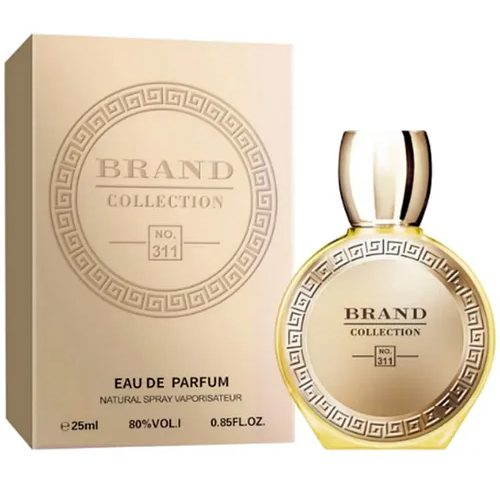 BRAND
COLLECTION
NO.
311
EAU DE PARFUM
NATURAL SPRAY VAPORISATEUR
℮25ml 80%VOL.I 0.85FL.OZ.
BRAND
COLLECTION
NO.
311